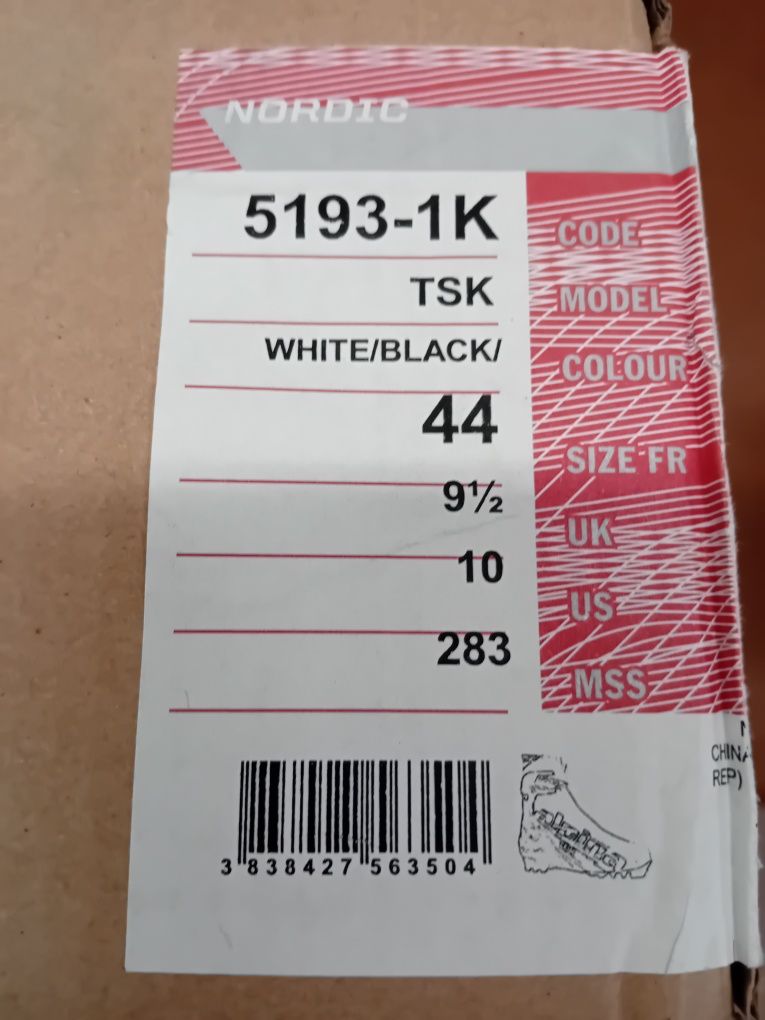 NORDIC
5193-1K CODE
TSK MODEL
WHITE/BLACK/ COLOUR
44 SIZE FR
9½ UK
10 US
283 MSS
CHINA
REP)
3 838427 563504
alpina